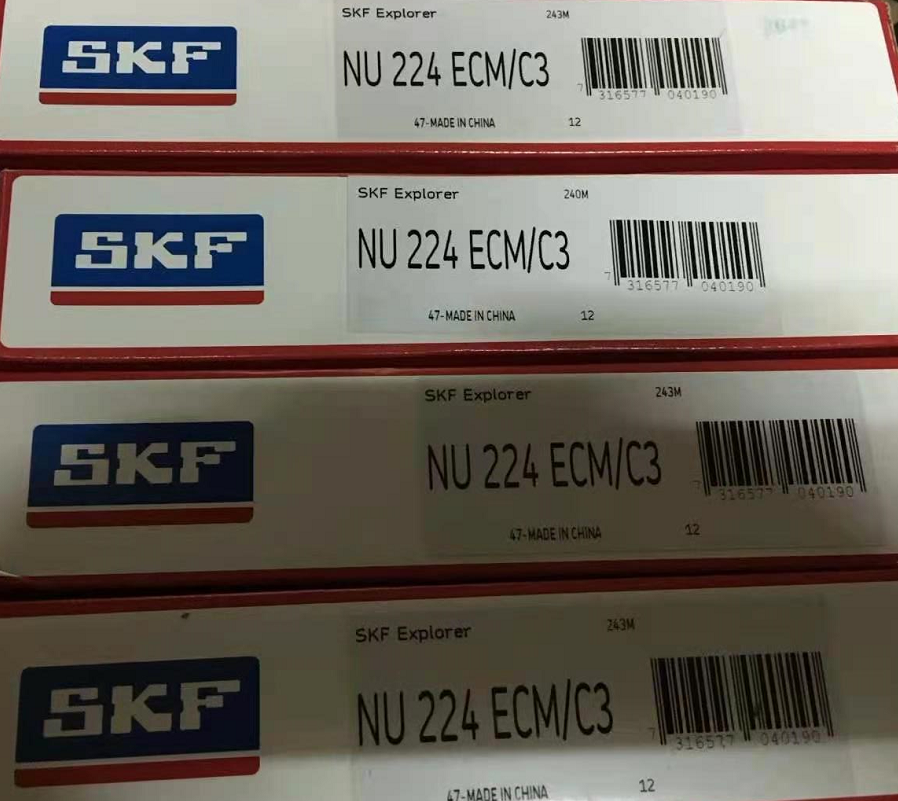 SKF
SKF Explorer 243M
NU 224 ECM/C3
7 316577 040190
47-MADE IN CHINA 12
SKF
SKF Explorer 240M
NU 224 ECM/C3
7 316577 040190
47-MADE IN CHINA 12
SKF
SKF Explorer 243M
NU 224 ECM/C3
7 316577 040190
47-MADE IN CHINA 12
SKF
SKF Explorer 243M
NU 224 ECM/C3
7 316577 040190
47-MADE IN CHINA 12